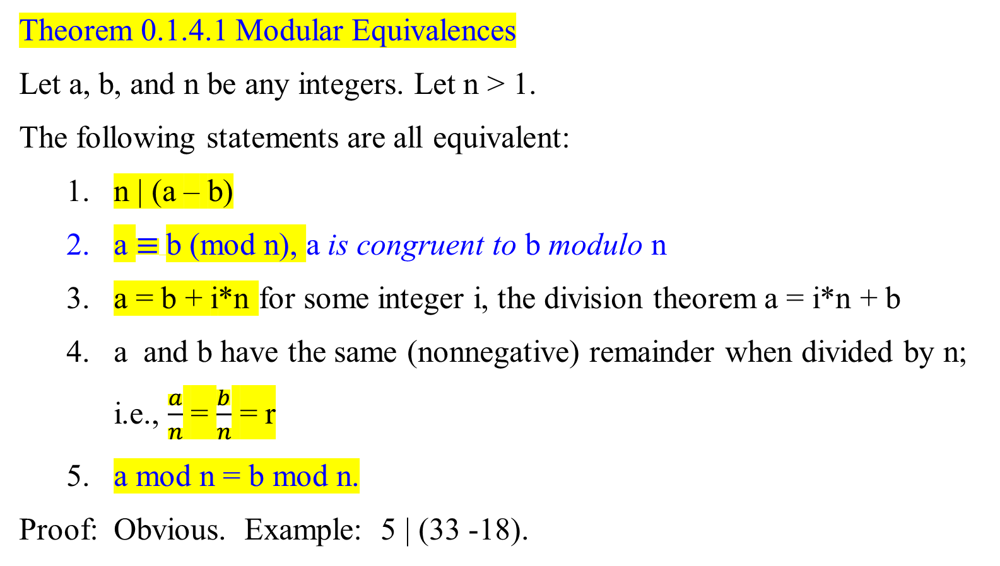 Theorem 0.1.4.1 Modular Equivalences
Let a, b, and n be any integers. Let n > 1.
The following statements are all equivalent:
1. n | (a – b)
2. a ≡ b (mod n), a is congruent to b modulo n
3. a = b + i*n for some integer i, the division theorem a = i*n + b
4. a and b have the same (nonnegative) remainder when divided by n;
i.e., a/n = b/n = r
5. a mod n = b mod n.
Proof: Obvious. Example: 5 | (33 -18).